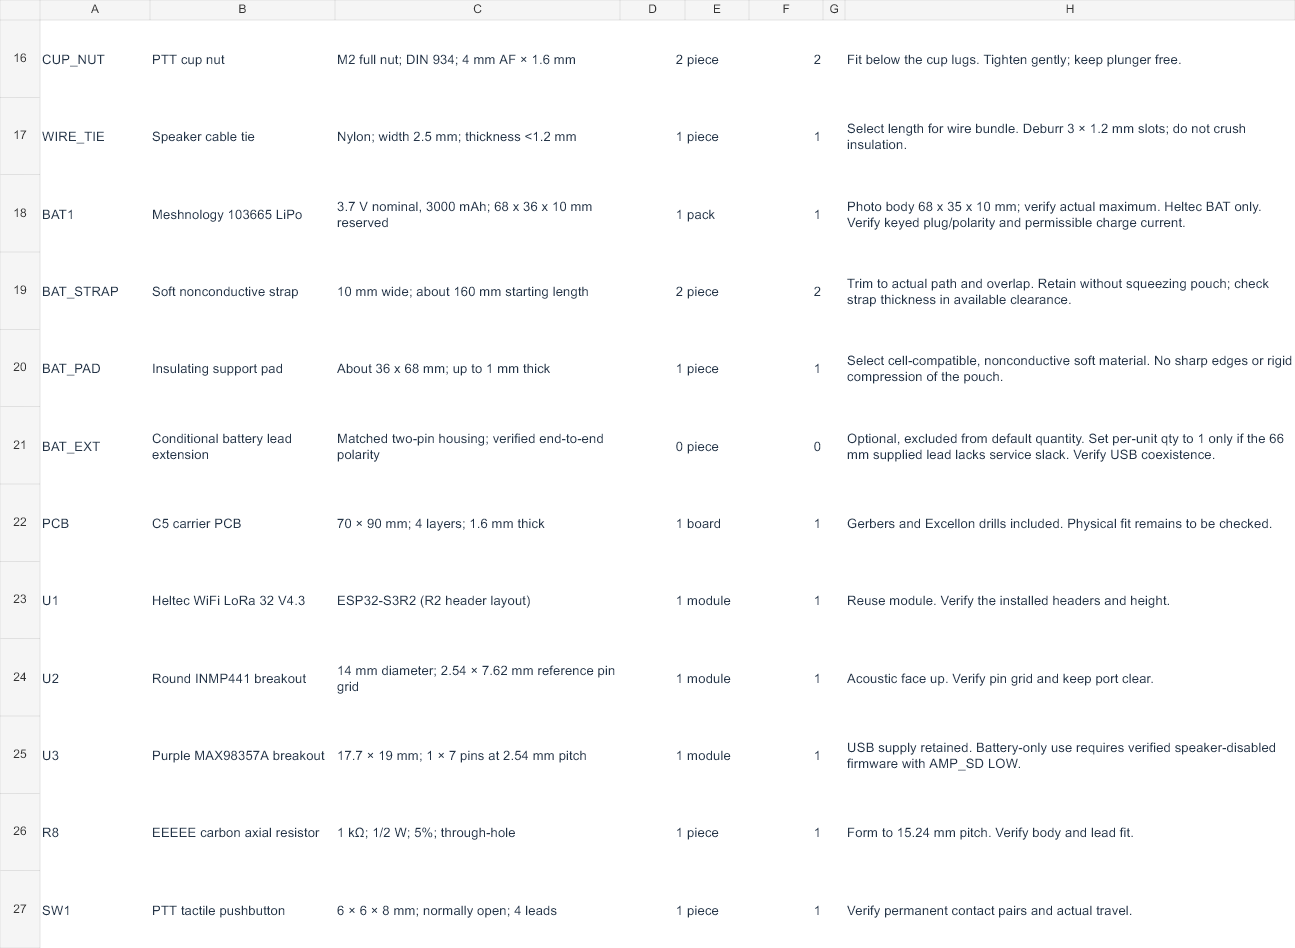 A B C D E F G H
16 CUP_NUT PTT cup nut M2 full nut; DIN 934; 4 mm AF × 1.6 mm 2 piece 2 Fit below the cup lugs. Tighten gently; keep plunger free.
17 WIRE_TIE Speaker cable tie Nylon; width 2.5 mm; thickness <1.2 mm 1 piece 1 Select length for wire bundle. Deburr 3 × 1.2 mm slots; do not crush
insulation.
18 BAT1 Meshnology 103665 LiPo 3.7 V nominal, 3000 mAh; 68 x 36 x 10 mm
reserved 1 pack 1 Photo body 68 x 35 x 10 mm; verify actual maximum. Heltec BAT only.
Verify keyed plug/polarity and permissible charge current.
19 BAT_STRAP Soft nonconductive strap 10 mm wide; about 160 mm starting length 2 piece 2 Trim to actual path and overlap. Retain without squeezing pouch; check
strap thickness in available clearance.
20 BAT_PAD Insulating support pad About 36 x 68 mm; up to 1 mm thick 1 piece 1 Select cell-compatible, nonconductive soft material. No sharp edges or rigid
compression of the pouch.
21 BAT_EXT Conditional battery lead
extension Matched two-pin housing; verified end-to-end
polarity 0 piece 0 Optional, excluded from default quantity. Set per-unit qty to 1 only if the 66
mm supplied lead lacks service slack. Verify USB coexistence.
22 PCB C5 carrier PCB 70 × 90 mm; 4 layers; 1.6 mm thick 1 board 1 Gerbers and Excellon drills included. Physical fit remains to be checked.
23 U1 Heltec WiFi LoRa 32 V4.3 ESP32-S3R2 (R2 header layout) 1 module 1 Reuse module. Verify the installed headers and height.
24 U2 Round INMP441 breakout 14 mm diameter; 2.54 × 7.62 mm reference pin
grid 1 module 1 Acoustic face up. Verify pin grid and keep port clear.
25 U3 Purple MAX98357A breakout 17.7 × 19 mm; 1 × 7 pins at 2.54 mm pitch 1 module 1 USB supply retained. Battery-only use requires verified speaker-disabled
firmware with AMP_SD LOW.
26 R8 EEEEE carbon axial resistor 1 kΩ; 1/2 W; 5%; through-hole 1 piece 1 Form to 15.24 mm pitch. Verify body and lead fit.
27 SW1 PTT tactile pushbutton 6 × 6 × 8 mm; normally open; 4 leads 1 piece 1 Verify permanent contact pairs and actual travel.